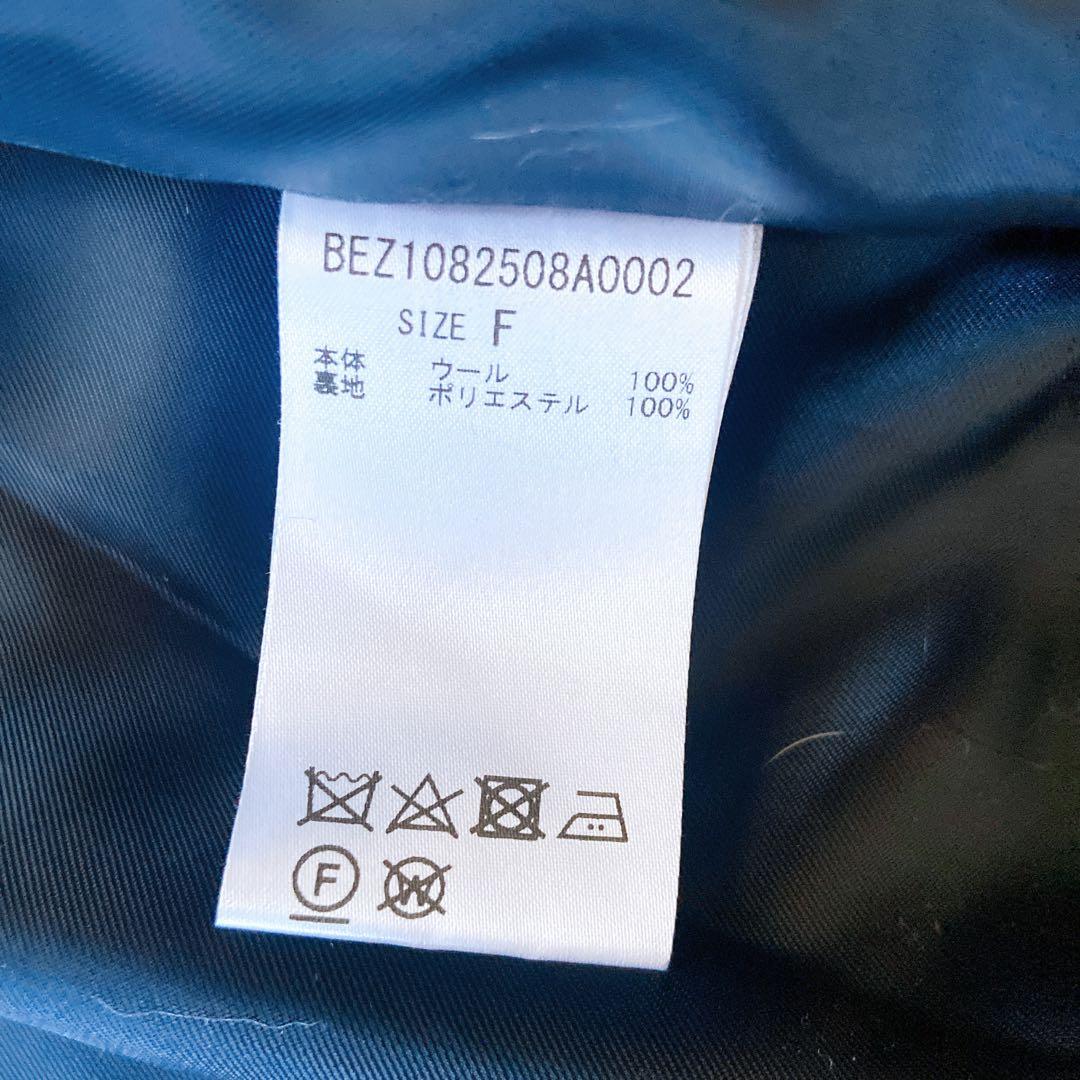 BEZ1082508A0002
SIZE F
本体 ウール 100%
裏地 ポリエステル 100%
F
W